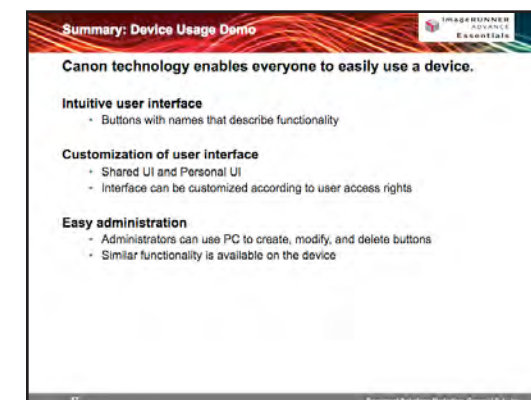 Summary: Device Usage Demo
imageRUNNER
ADVANCE
Essentials
Canon technology enables everyone to easily use a device.
Intuitive user interface
- Buttons with names that describe functionality
Customization of user interface
- Shared UI and Personal UI
- Interface can be customized according to user access rights
Easy administration
- Administrators can use PC to create, modify, and delete buttons
- Similar functionality is available on the device